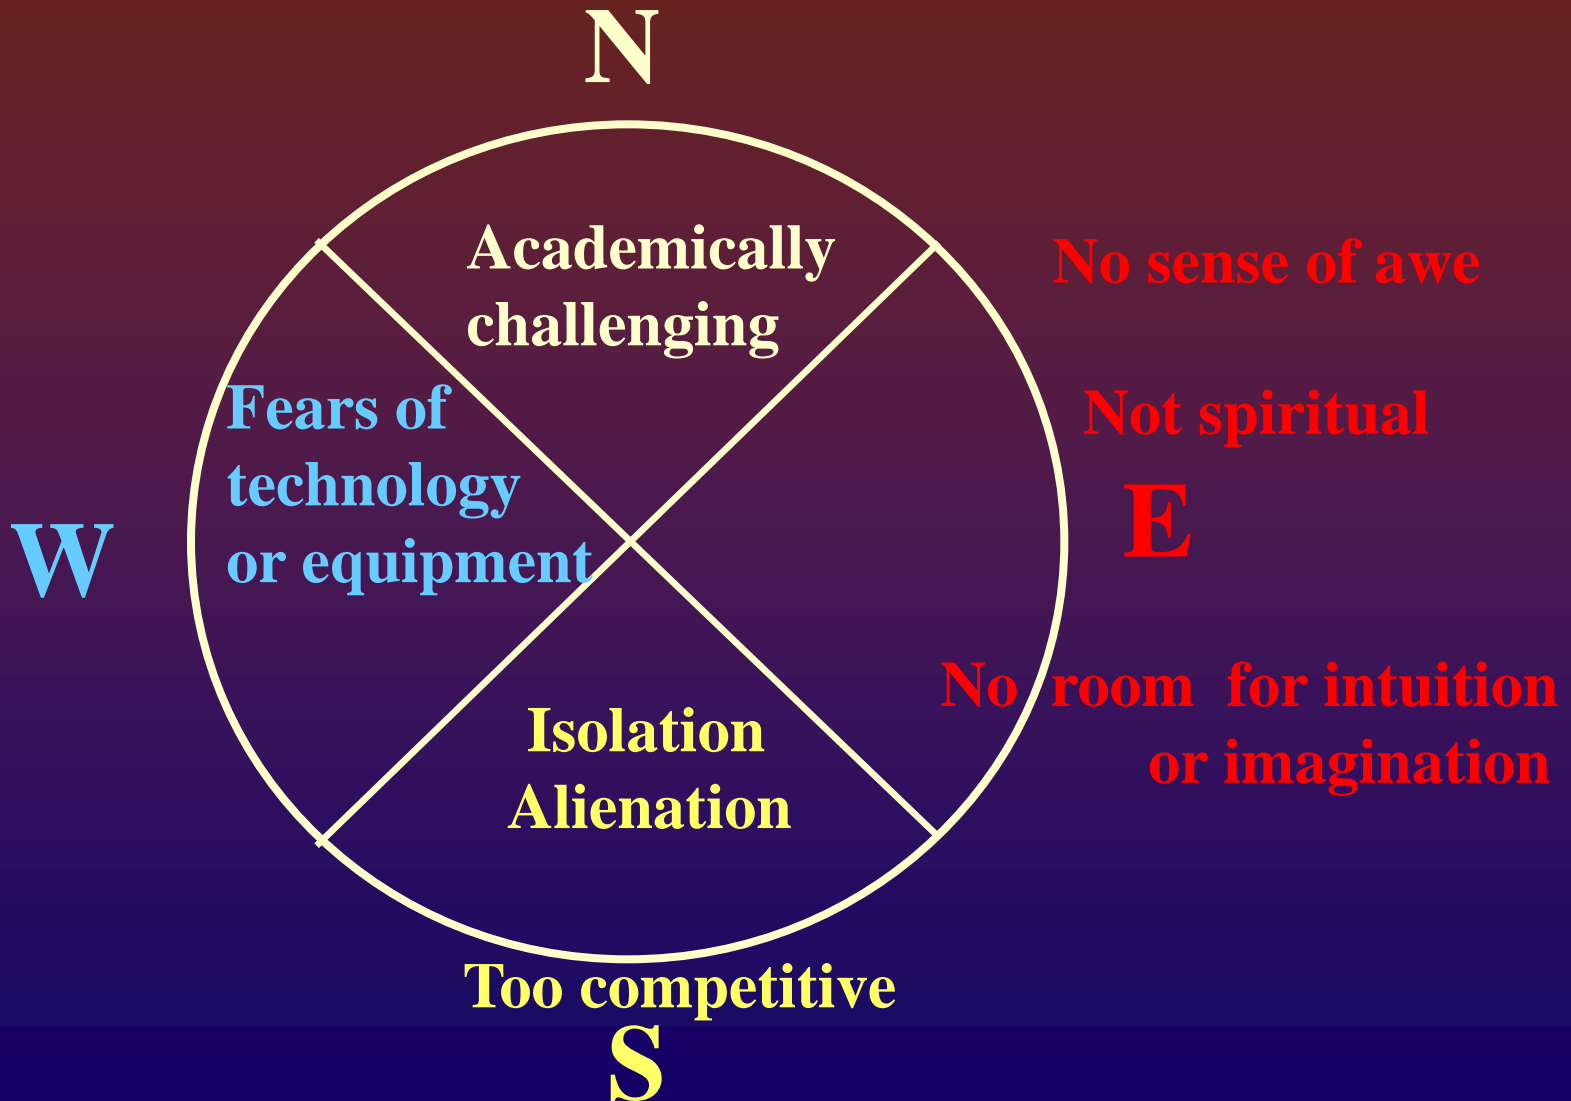 N
Academically
challenging
No sense of awe
Fears of
technology
or equipment
Not spiritual
W
E
No room for intuition
or imagination
Isolation
Alienation
Too competitive
S